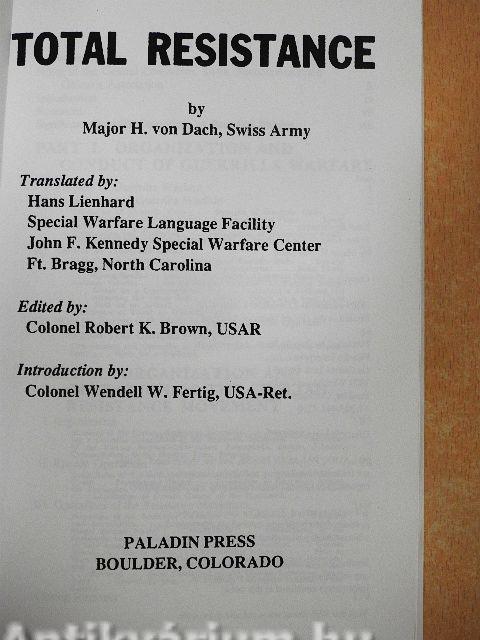 TOTAL RESISTANCE
by
Major H. von Dach, Swiss Army
Translated by:
Hans Lienhard
Special Warfare Language Facility
John F. Kennedy Special Warfare Center
Ft. Bragg, North Carolina
Edited by:
Colonel Robert K. Brown, USAR
Introduction by:
Colonel Wendell W. Fertig, USA-Ret.
PALADIN PRESS
BOULDER, COLORADO
Antikvárium.hu